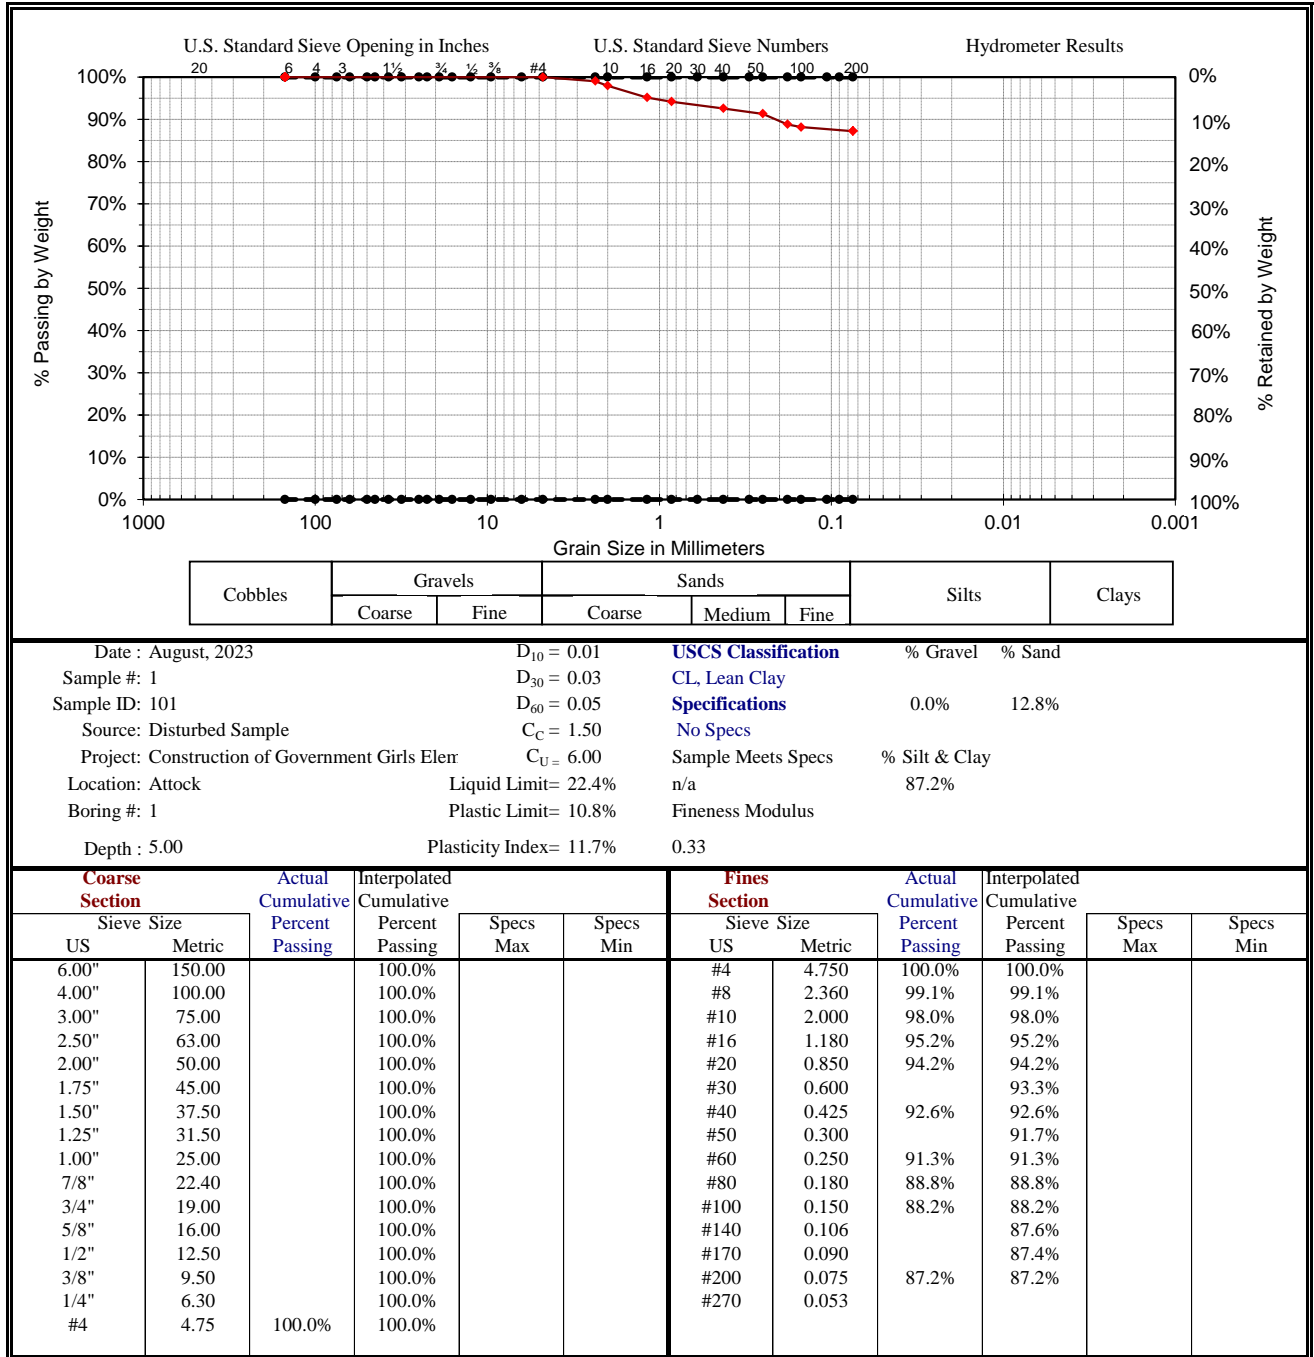 U.S. Standard Sieve Opening in Inches U.S. Standard Sieve Numbers Hydrometer Results
20 6 4 3 1½ ¾ ½ ⅜ #4 10 16 20 30 40 50 100 200
100% 0%
90% 10%
80% 20%
70% 30%
60% 40%
50% 50%
40% 60%
30% 70%
20% 80%
10% 90%
0% 100%
% Passing by Weight
% Retained by Weight
1000 100 10 1 0.1 0.01 0.001
Grain Size in Millimeters
Cobbles Gravels Sands Silts Clays
Coarse Fine Coarse Medium Fine
Date : August, 2023 D10 = 0.01 USCS Classification % Gravel % Sand
Sample #: 1 D30 = 0.03 CL, Lean Clay
Sample ID: 101 D60 = 0.05 Specifications 0.0% 12.8%
Source: Disturbed Sample CC = 1.50 No Specs
Project: Construction of Government Girls Elem CU = 6.00 Sample Meets Specs % Silt & Clay
Location: Attock Liquid Limit= 22.4% n/a 87.2%
Boring #: 1 Plastic Limit= 10.8% Fineness Modulus
Depth : 5.00 Plasticity Index= 11.7% 0.33
Coarse Actual Interpolated Fines Actual Interpolated
Section Cumulative Cumulative Section Cumulative Cumulative
Sieve Size Percent Percent Specs Specs Sieve Size Percent Percent Specs Specs
US Metric Passing Passing Max Min US Metric Passing Passing Max Min
6.00" 150.00 100.0% #4 4.750 100.0% 100.0%
4.00" 100.00 100.0% #8 2.360 99.1% 99.1%
3.00" 75.00 100.0% #10 2.000 98.0% 98.0%
2.50" 63.00 100.0% #16 1.180 95.2% 95.2%
2.00" 50.00 100.0% #20 0.850 94.2% 94.2%
1.75" 45.00 100.0% #30 0.600 93.3%
1.50" 37.50 100.0% #40 0.425 92.6% 92.6%
1.25" 31.50 100.0% #50 0.300 91.7%
1.00" 25.00 100.0% #60 0.250 91.3% 91.3%
7/8" 22.40 100.0% #80 0.180 88.8% 88.8%
3/4" 19.00 100.0% #100 0.150 88.2% 88.2%
5/8" 16.00 100.0% #140 0.106 87.6%
1/2" 12.50 100.0% #170 0.090 87.4%
3/8" 9.50 100.0% #200 0.075 87.2% 87.2%
1/4" 6.30 100.0% #270 0.053
#4 4.75 100.0% 100.0%